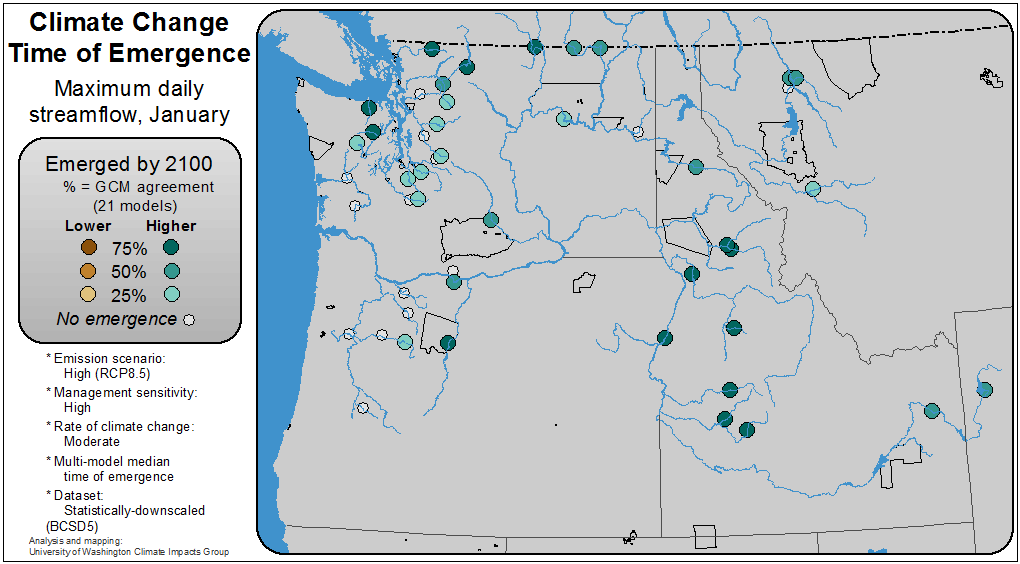 Climate Change
Time of Emergence
Maximum daily
streamflow, January
Emerged by 2100
% = GCM agreement
(21 models)
Lower Higher
75%
50%
25%
No emergence
* Emission scenario:
High (RCP8.5)
* Management sensitivity:
High
* Rate of climate change:
Moderate
* Multi-model median
time of emergence
* Dataset:
Statistically-downscaled
(BCSD5)
Analysis and mapping:
University of Washington Climate Impacts Group